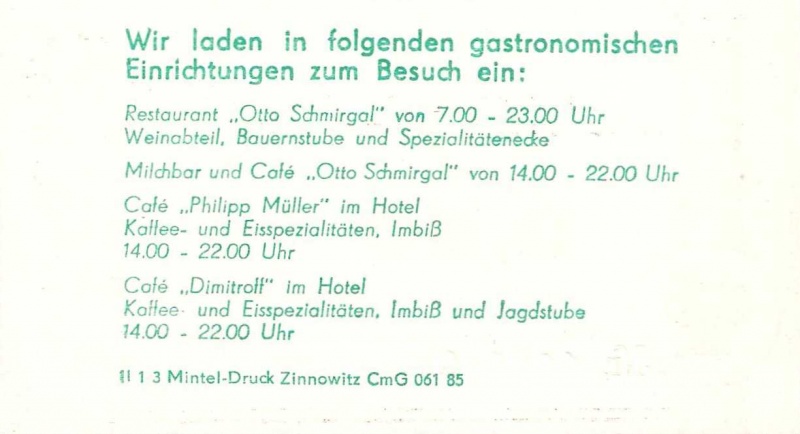 Wir laden in folgenden gastronomischen
Einrichtungen zum Besuch ein:
Restaurant „Otto Schmirgal" von 7.00 - 23.00 Uhr
Weinabteil, Bauernstube und Spezialitätenecke
Milchbar und Café „Otto Schmirgal" von 14.00 - 22.00 Uhr
Café „Philipp Müller" im Hotel
Kaffee- und Eisspezialitäten, Imbiß
14.00 - 22.00 Uhr
Café „Dimitroff" im Hotel
Kaffee- und Eisspezialitäten, Imbiß und Jagdstube
14.00 - 22.00 Uhr
II 1 3 Mintel-Druck Zinnowitz CmG 061 85